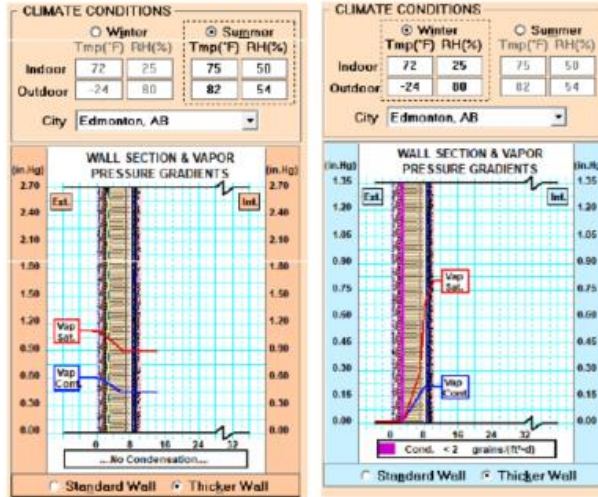 CLIMATE CONDITIONS
Winter Summer
Tmp(°F) RH(%) Tmp(°F) RH(%)
Indoor 72 25 75 50
Outdoor -24 80 82 54
City Edmonton, AB
WALL SECTION & VAPOR
PRESSURE GRADIENTS
(in.Hg) (in.Hg)
2.70 2.70
Ext. Int.
2.40 2.40
2.10 2.10
1.80 1.80
1.50 1.50
1.20 1.20
Vap
Sat.
0.90 0.90
Vap
Cont.
0.60 0.60
0.30 0.30
0.00 0.00
0 8 16 24 32
....No Condensation....
Standard Wall Thicker Wall
CLIMATE CONDITIONS
Winter Summer
Tmp(°F) RH(%) Tmp(°F) RH(%)
Indoor 72 25 75 50
Outdoor -24 80 82 54
City Edmonton, AB
WALL SECTION & VAPOR
PRESSURE GRADIENTS
(in.Hg) (in.Hg)
1.35 1.35
Ext. Int.
1.20 1.20
1.05 1.05
0.90 0.90
Vap
Sat.
0.75 0.75
0.60 0.60
0.45 0.45
0.30 0.30
Vap
Cont
0.15 0.15
0.00 0.00
0 8 16 24 32
Cond. < 2 grains/(ft²·d)
Standard Wall Thicker Wall